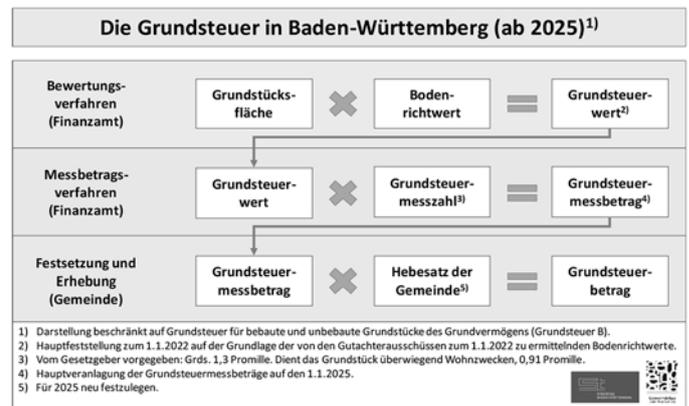 Die Grundsteuer in Baden-Württemberg (ab 2025)1)
Bewertungs-
verfahren
(Finanzamt)
Grundstücks-
fläche
Boden-
richtwert
Grundsteuer-
wert2)
Messbetrags-
verfahren
(Finanzamt)
Grundsteuer-
wert
Grundsteuer-
messzahl3)
Grundsteuer-
messbetrag4)
Festsetzung und
Erhebung
(Gemeinde)
Grundsteuer-
messbetrag
Hebesatz der
Gemeinde5)
Grundsteuer-
betrag
1) Darstellung beschränkt auf Grundsteuer für bebaute und unbebaute Grundstücke des Grundvermögens (Grundsteuer B).
2) Hauptfeststellung zum 1.1.2022 auf der Grundlage der von den Gutachterausschüssen zum 1.1.2022 zu ermittelnden Bodenrichtwerte.
3) Vom Gesetzgeber vorgegeben: Grds. 1,3 Promille. Dient das Grundstück überwiegend Wohnzwecken, 0,91 Promille.
4) Hauptveranlagung der Grundsteuermessbeträge auf den 1.1.2025.
5) Für 2025 neu festzulegen.